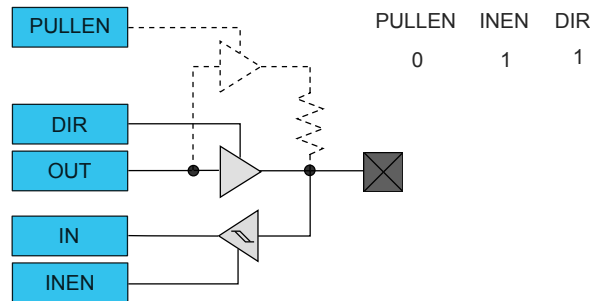 PULLEN
PULLEN INEN DIR
0 1 1
DIR
OUT
IN
INEN